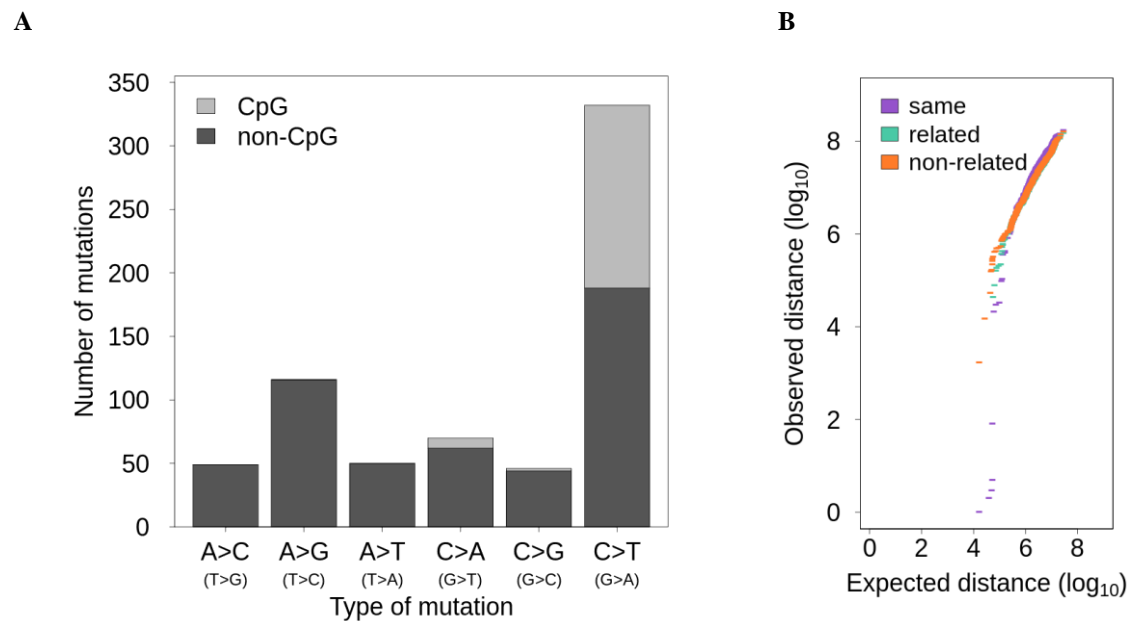 A
B
350
300
250
200
150
100
50
0
Number of mutations
CpG
non-CpG
A>C A>G A>T C>A C>G C>T
(T>G) (T>C) (T>A) (G>T) (G>C) (G>A)
Type of mutation
same
related
non-related
8
6
4
2
0
Observed distance (log10)
0 2 4 6 8
Expected distance (log10)